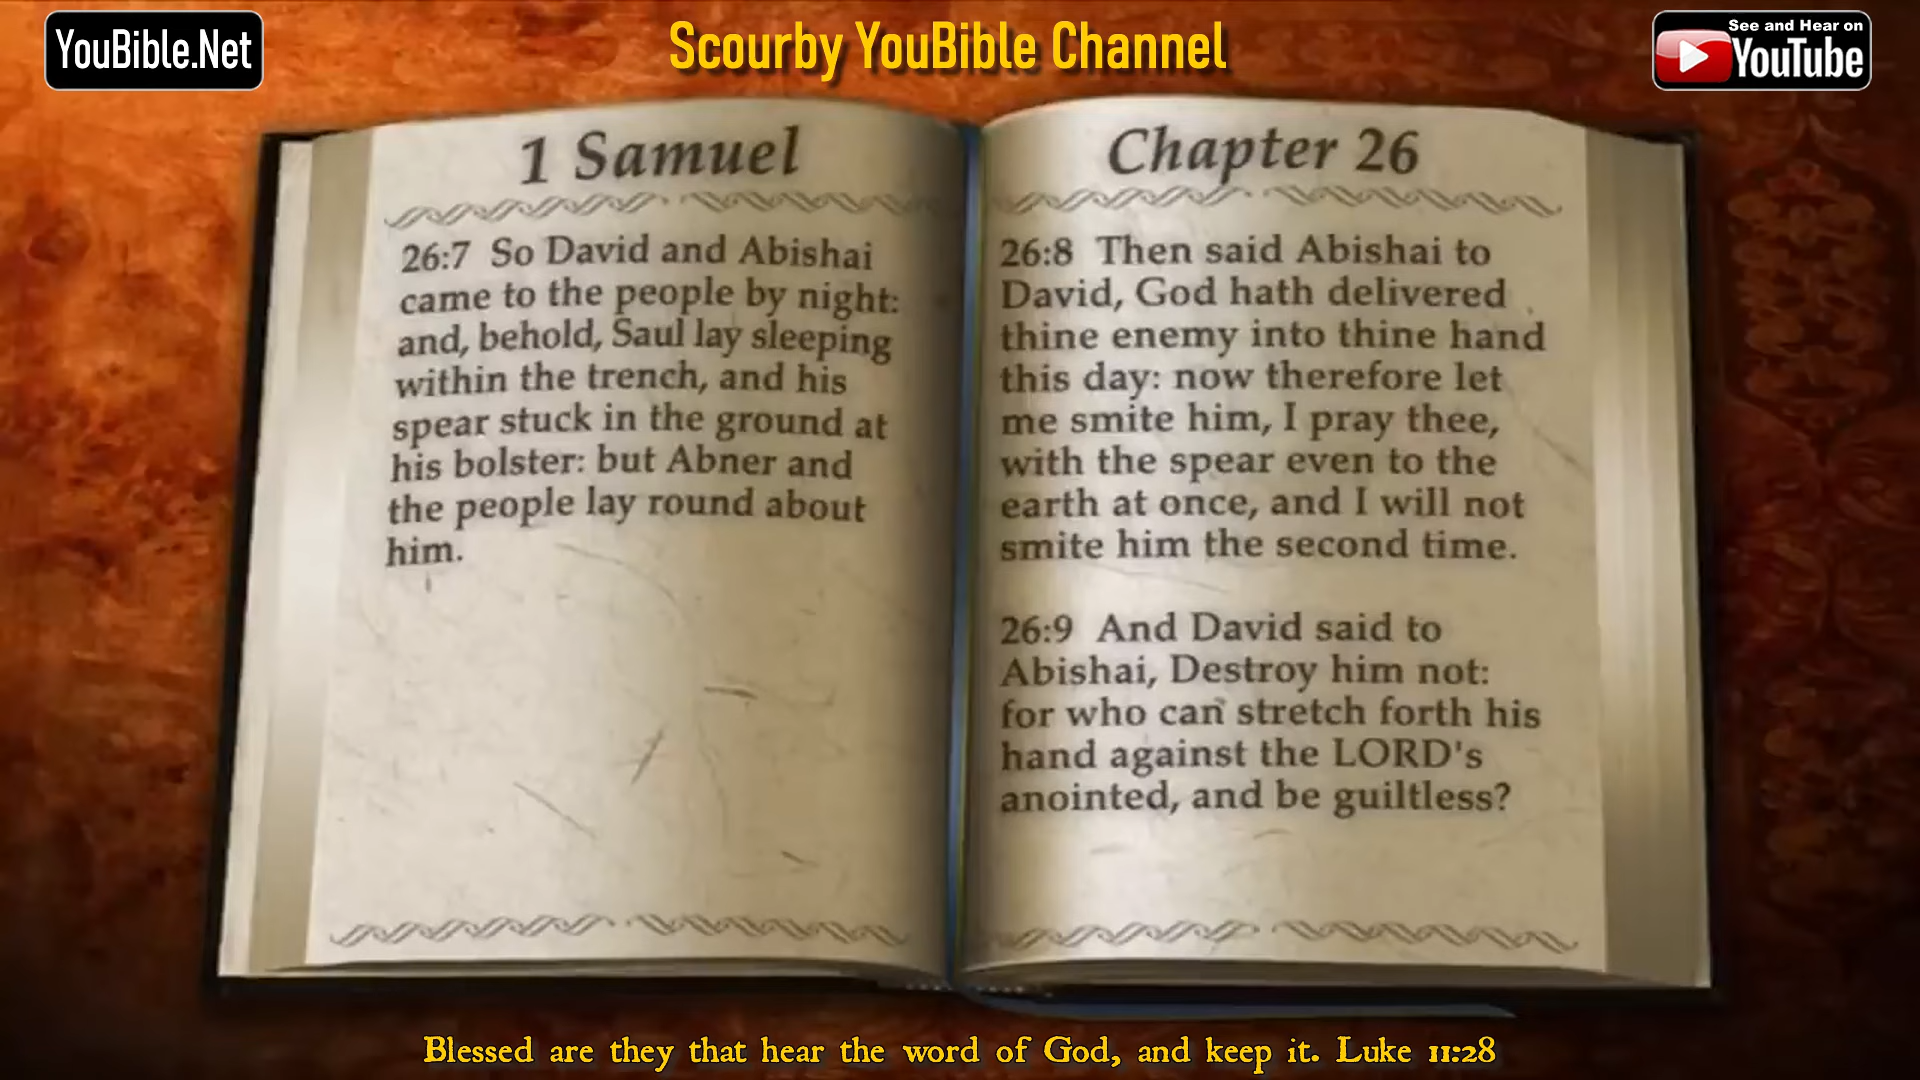 YouBible.Net
Scourby YouBible Channel
See and Hear on
YouTube
1 Samuel
26:7 So David and Abishai
came to the people by night:
and, behold, Saul lay sleeping
within the trench, and his
spear stuck in the ground at
his bolster: but Abner and
the people lay round about
him.
Chapter 26
26:8 Then said Abishai to
David, God hath delivered
thine enemy into thine hand
this day: now therefore let
me smite him, I pray thee,
with the spear even to the
earth at once, and I will not
smite him the second time.
26:9 And David said to
Abishai, Destroy him not:
for who can stretch forth his
hand against the LORD's
anointed, and be guiltless?
Blessed are they that hear the word of God, and keep it. Luke 11:28